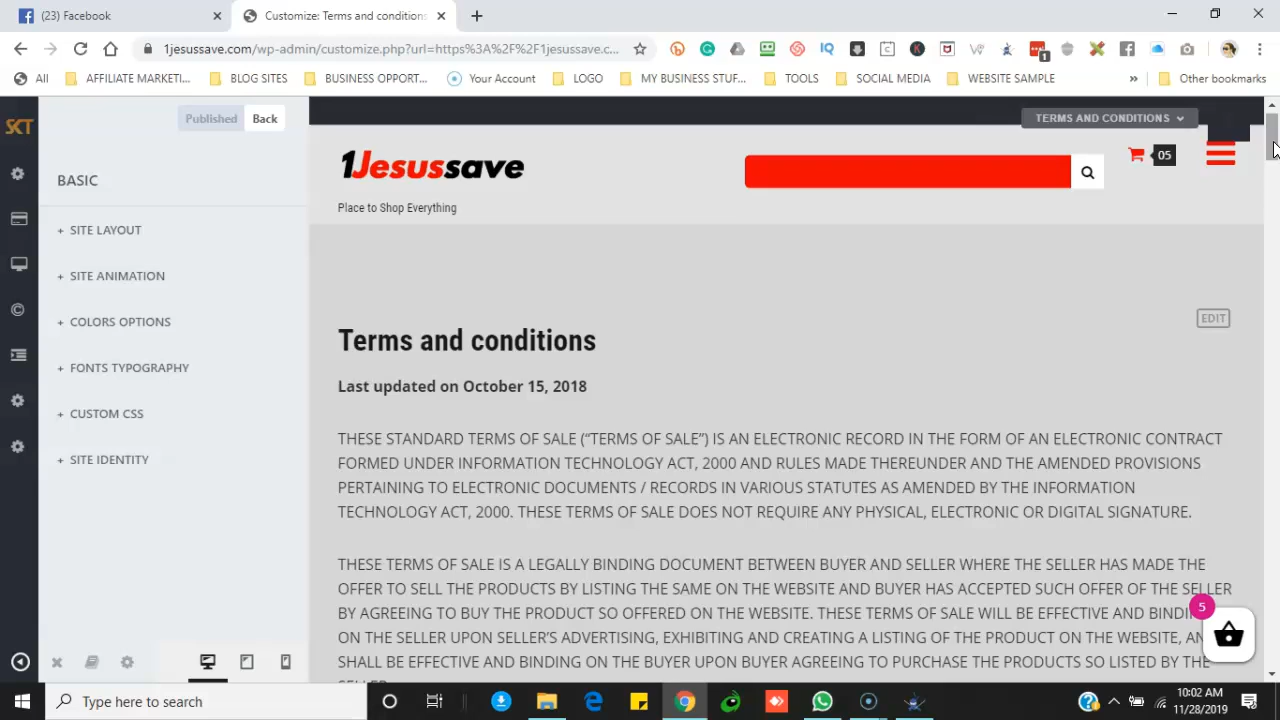 (23) Facebook
Customize: Terms and conditions
1jesussave.com/wp-admin/customize.php?url=https%3A%2F%2F1jesussave.c...
All
AFFILIATE MARKETI...
BLOG SITES
BUSINESS OPPORT...
Your Account
LOGO
MY BUSINESS STUF...
TOOLS
SOCIAL MEDIA
WEBSITE SAMPLE
»
Other bookmarks
SKT
Published
Back
BASIC
+ SITE LAYOUT
+ SITE ANIMATION
+ COLORS OPTIONS
+ FONTS TYPOGRAPHY
+ CUSTOM CSS
+ SITE IDENTITY
TERMS AND CONDITIONS
1Jesussave
Place to Shop Everything
05
EDIT
Terms and conditions
Last updated on October 15, 2018
THESE STANDARD TERMS OF SALE (“TERMS OF SALE”) IS AN ELECTRONIC RECORD IN THE FORM OF AN ELECTRONIC CONTRACT
FORMED UNDER INFORMATION TECHNOLOGY ACT, 2000 AND RULES MADE THEREUNDER AND THE AMENDED PROVISIONS
PERTAINING TO ELECTRONIC DOCUMENTS / RECORDS IN VARIOUS STATUTES AS AMENDED BY THE INFORMATION
TECHNOLOGY ACT, 2000. THESE TERMS OF SALE DOES NOT REQUIRE ANY PHYSICAL, ELECTRONIC OR DIGITAL SIGNATURE.
THESE TERMS OF SALE IS A LEGALLY BINDING DOCUMENT BETWEEN BUYER AND SELLER WHERE THE SELLER HAS MADE THE
OFFER TO SELL THE PRODUCTS BY LISTING THE SAME ON THE WEBSITE AND BUYER HAS ACCEPTED SUCH OFFER OF THE SELLER
BY AGREEING TO BUY THE PRODUCT SO OFFERED ON THE WEBSITE. THESE TERMS OF SALE WILL BE EFFECTIVE AND BINDI
ON THE SELLER UPON SELLER’S ADVERTISING, EXHIBITING AND CREATING A LISTING OF THE PRODUCT ON THE WEBSITE, AN
SHALL BE EFFECTIVE AND BINDING ON THE BUYER UPON BUYER AGREEING TO PURCHASE THE PRODUCTS SO LISTED BY THE
5
Type here to search
10:02 AM
11/28/2019